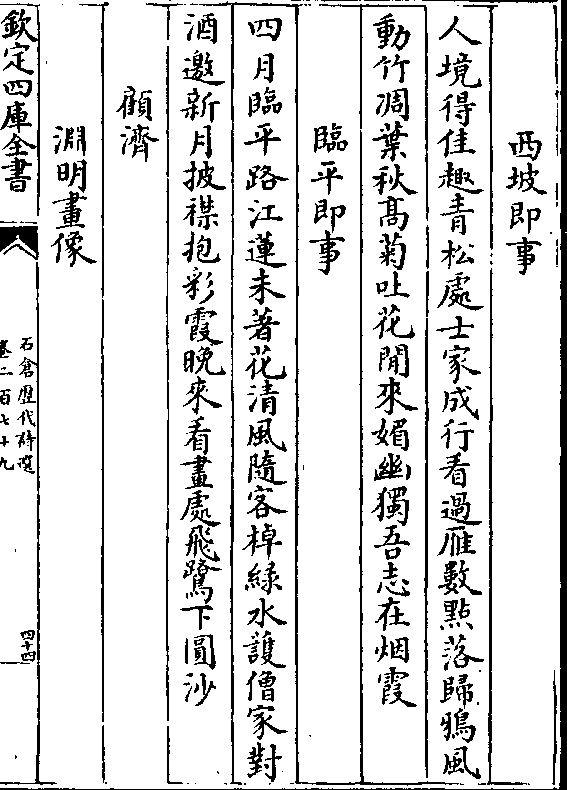 西坡即事
人境得佳趣青松處士家成行看過雁數點落歸鴉風
動竹凋葉秋髙菊吐花閒來媚幽獨吾志在烟霞
臨平即事
四月臨平路江蓮未著花清風隨客棹綠水護僧家對
酒邀新月披襟抱彩霞晚來看畫處飛鷺下圓沙
顧濟
淵明畫像
欽定四庫全書
石倉歷代詩選
卷二百七十九
四十四